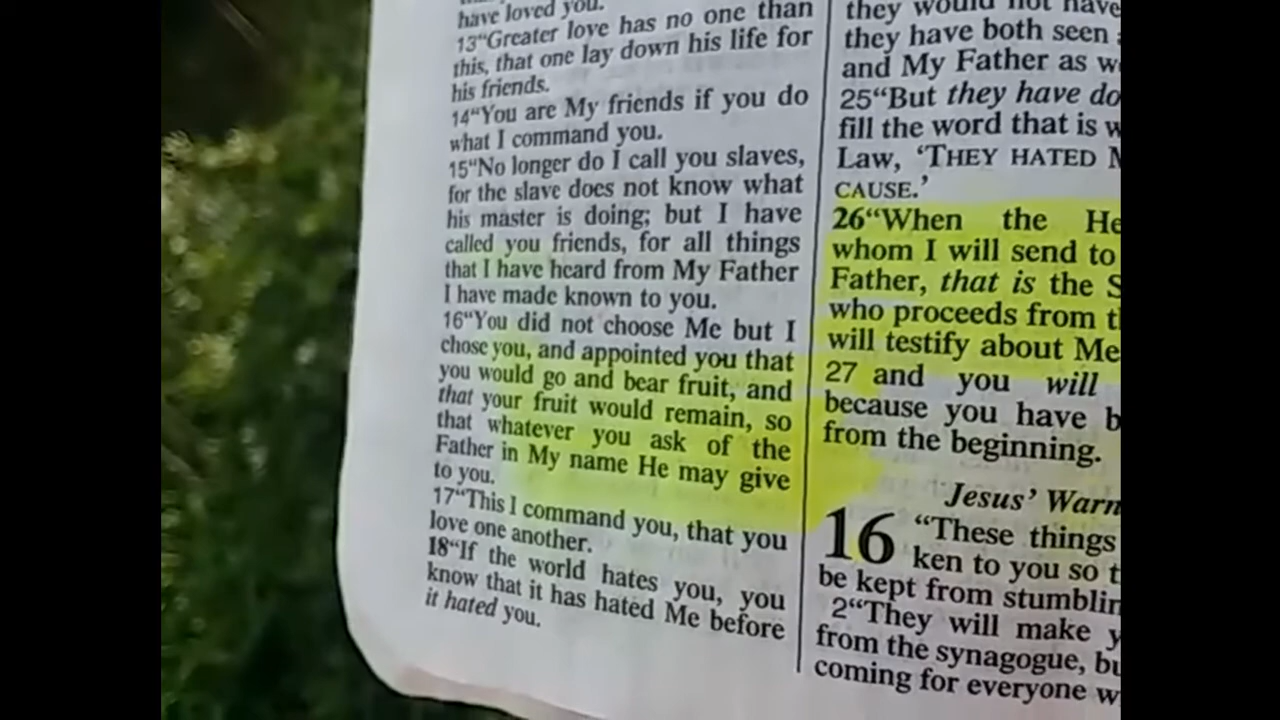 have loved you.
13“Greater love has no one than
this, that one lay down his life for
his friends.
14“You are My friends if you do
what I command you.
15“No longer do I call you slaves,
for the slave does not know what
his master is doing; but I have
called you friends, for all things
that I have heard from My Father
I have made known to you.
16“You did not choose Me but I
chose you, and appointed you that
you would go and bear fruit, and
that your fruit would remain, so
that whatever you ask of the
Father in My name He may give
to you.
17“This I command you, that you
love one another.
18“If the world hates you, you
know that it has hated Me before
it hated you.
they would not have
they have both seen
and My Father as
25“But they have
fill the word that is
Law, ‘THEY HATED
CAUSE.’
26“When the
whom I will send to
Father, that is the
who proceeds from
will testify about Me
27 and you will
because you have
from the beginning.
Jesus’
16 “These things
ken to you so
be kept from
2“They will make
from the synagogue,
coming for everyone